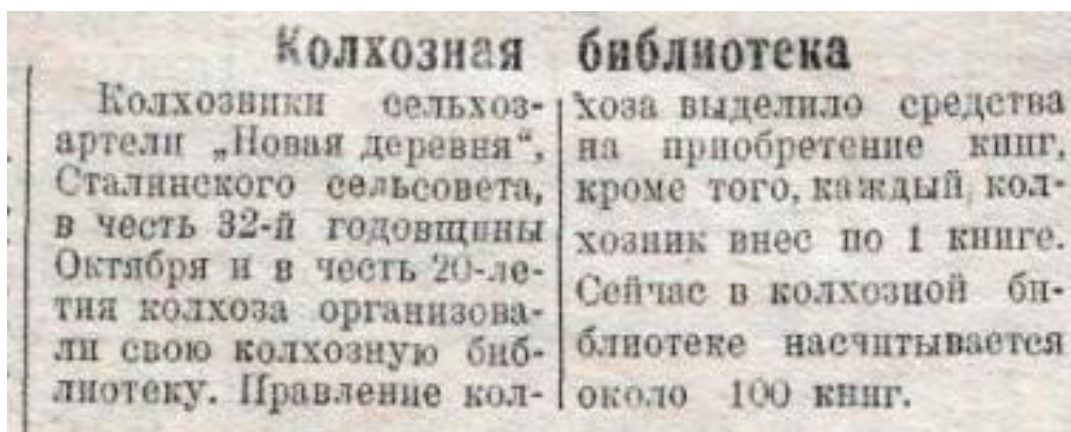 Колхозная библиотека
Колхозники сельхоз-
артели „Новая деревня“,
Сталинского сельсовета,
в честь 32-й годовщины
Октября и в честь 20-ле-
тия колхоза организова-
ли свою колхозную биб-
лиотеку. Правление кол-
хоза выделило средства
на приобретение книг,
кроме того, каждый кол-
хозник внес по 1 книге.
Сейчас в колхозной би-
блиотеке насчитывается
около 100 книг.